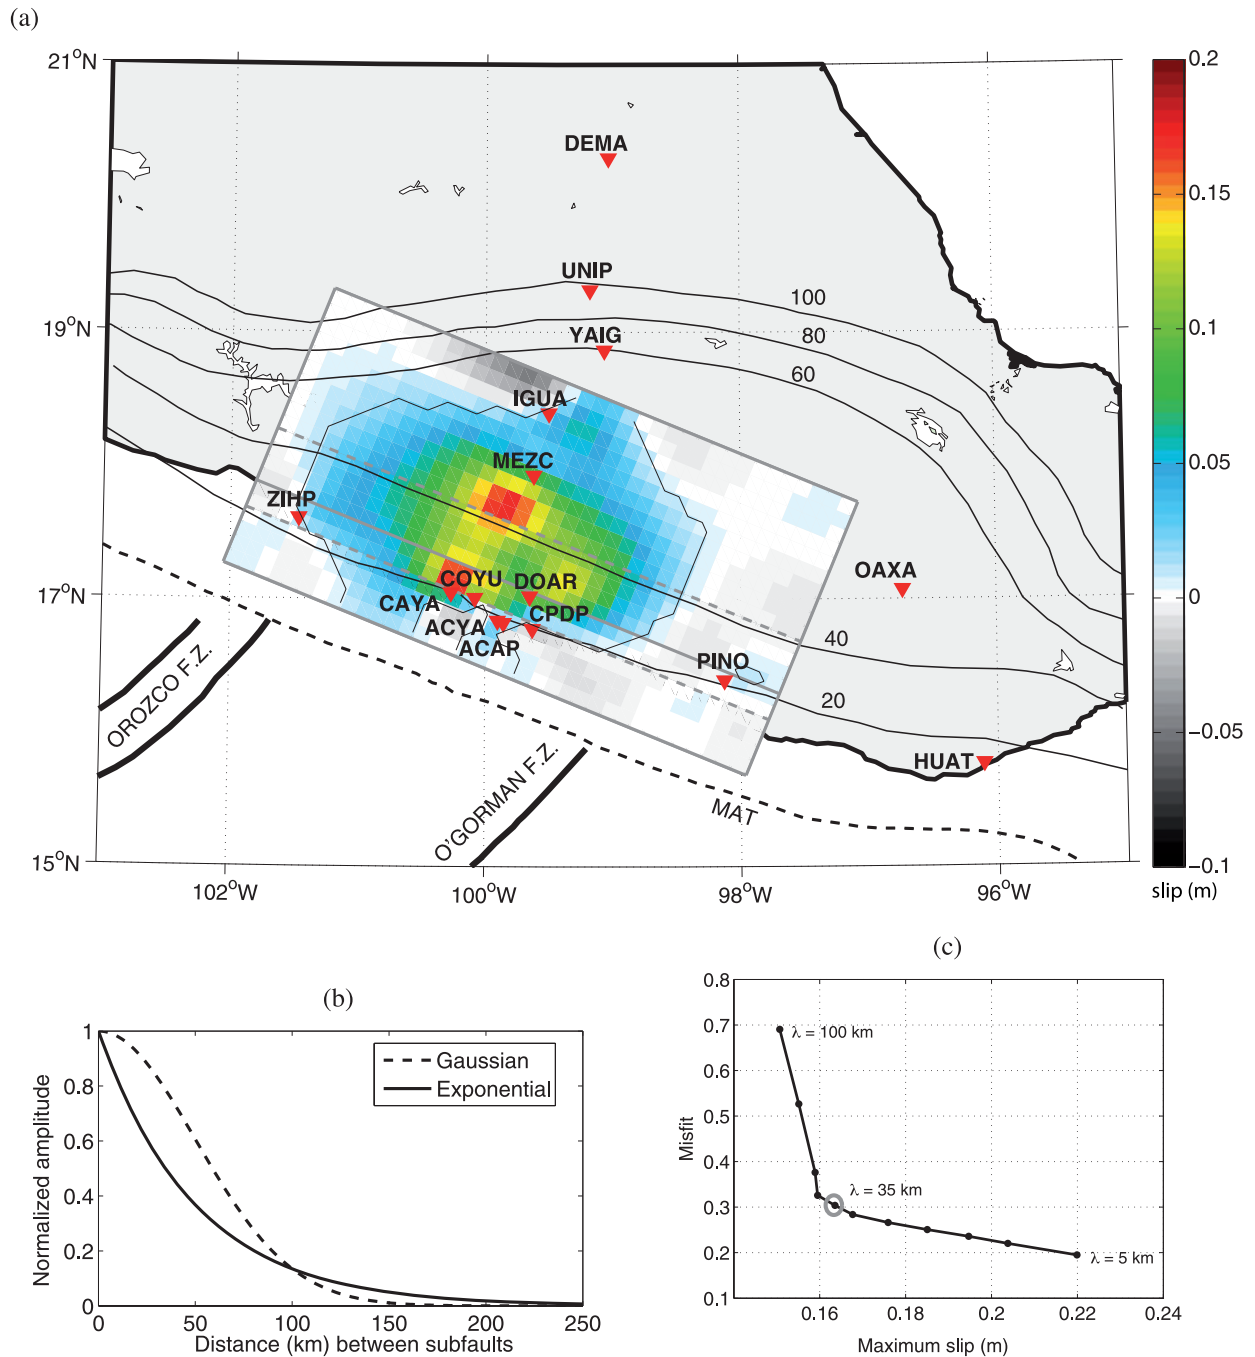 (a)
21°N
19°N
17°N
15°N
102°W
100°W
98°W
96°W
DEMA
UNIP
YAIG
IGUA
MEZC
ZIHP
COYU
DOAR
CAYA
CPDP
ACYA
ACAP
PINO
OAXA
HUAT
100
80
60
40
20
OROZCO F.Z.
O'GORMAN F.Z.
MAT
0.2
0.15
0.1
0.05
0
−0.05
−0.1
slip (m)
(b)
Normalized amplitude
1
0.8
0.6
0.4
0.2
0
0
50
100
150
200
250
Distance (km) between subfaults
Gaussian
Exponential
(c)
Misfit
0.8
0.7
0.6
0.5
0.4
0.3
0.2
0.1
λ = 100 km
λ = 35 km
λ = 5 km
0.16
0.18
0.2
0.22
0.24
Maximum slip (m)